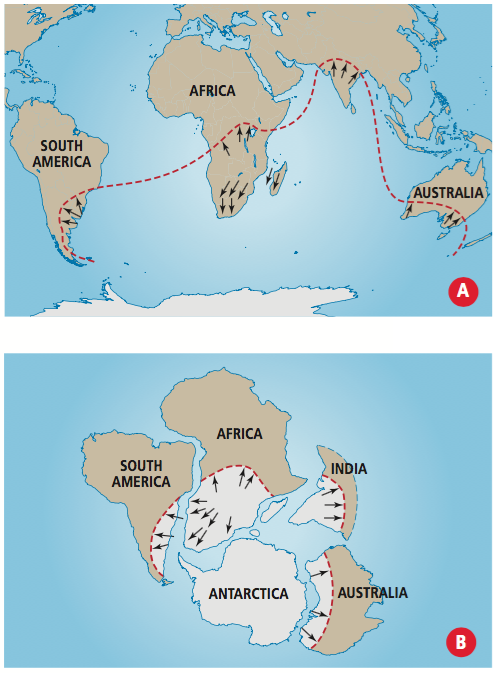 AFRICA
SOUTH
AMERICA
AUSTRALIA
A
AFRICA
SOUTH
AMERICA
INDIA
ANTARCTICA
AUSTRALIA
B